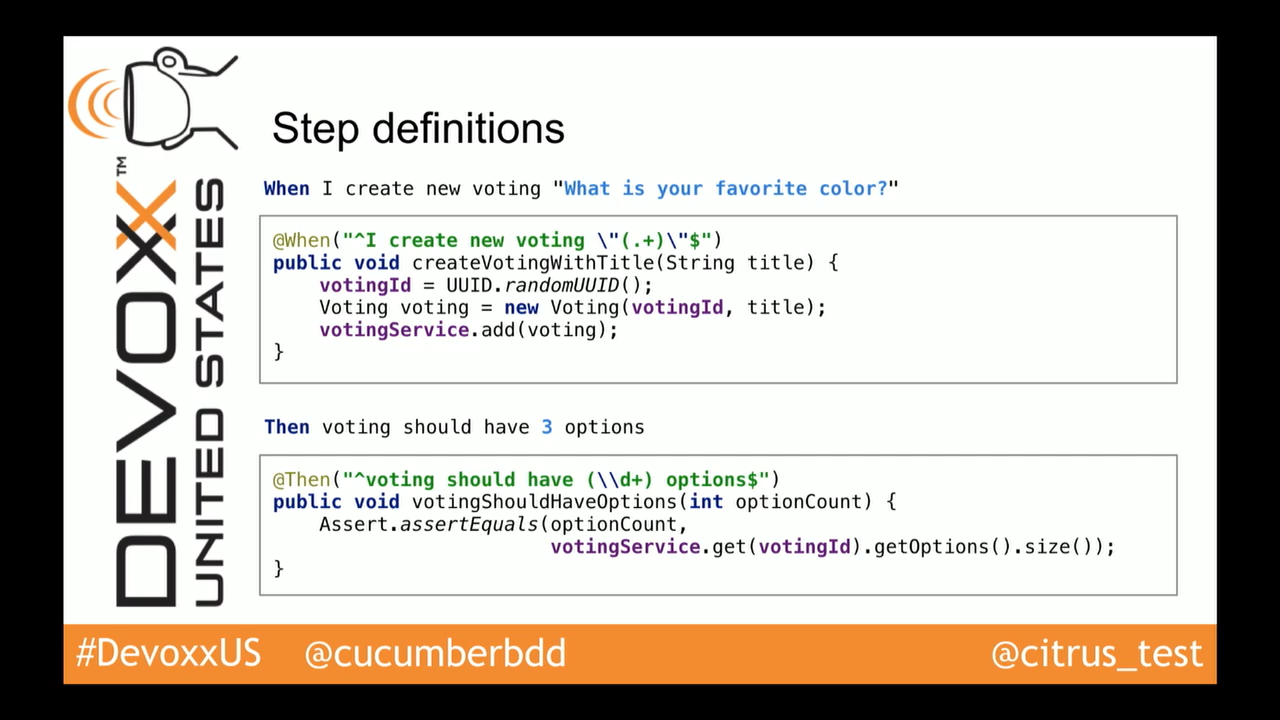 DEVOXX™
UNITED STATES
Step definitions
When I create new voting "What is your favorite color?"
@When("^I create new voting \"(.+)\"$")
public void createVotingWithTitle(String title) {
    votingId = UUID.randomUUID();
    Voting voting = new Voting(votingId, title);
    votingService.add(voting);
}
Then voting should have 3 options
@Then("^voting should have (\\d+) options$")
public void votingShouldHaveOptions(int optionCount) {
    Assert.assertEquals(optionCount,
                        votingService.get(votingId).getOptions().size());
}
#DevoxxUS @cucumberbdd @citrus_test